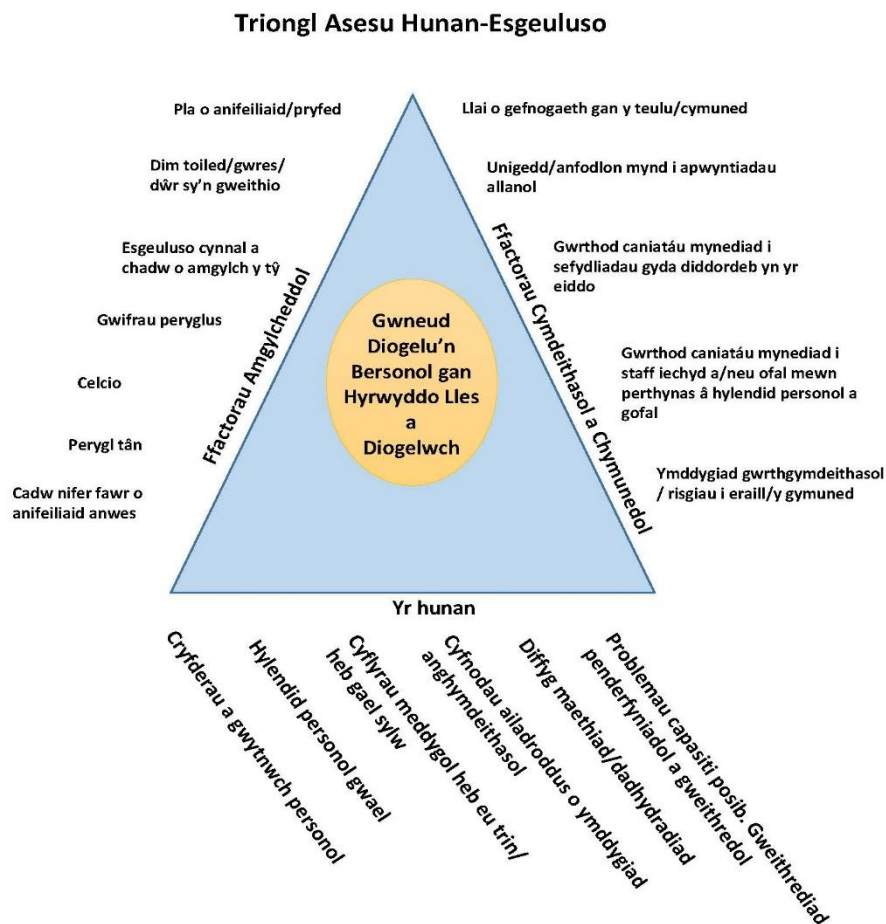 Triongl Asesu Hunan-Esgeuluso
Pla o anifeiliaid/pryfed
Dim toiled/gwres/
dŵr sy'n gweithio
Esgeuluso cynnal a
chadw o amgylch y tŷ
Gwifrau peryglus
Celcio
Perygl tân
Cadw nifer fawr o
anifeiliaid anwes
Ffactorau Amgylcheddol
Gwneud
Diogelu'n
Bersonol gan
Hyrwyddo Lles
a
Diogelwch
Ffactorau Cymdeithasol a Chymunedol
Llai o gefnogaeth gan y teulu/cymuned
Unigedd/anfodlon mynd i apwyntiadau
allanol
Gwrthod caniatáu mynediad i
sefydliadau gyda diddordeb yn yr
eiddo
Gwrthod caniatáu mynediad i
staff iechyd a/neu ofal mewn
perthynas â hylendid personol a
gofal
Ymddygiad gwrthgymdeithasol
/ risgiau i eraill/y gymuned
Yr hunan
Cryfderau a gwytnwch personol
Hylendid personol gwael
Cyflyrau meddygol heb eu trin/
heb gael sylw
Cyfnodau ailadroddus o ymddygiad
anghymdeithasol
Diffyg maethiad/dadhydradiad
Problemau capasiti posib. Gweithrediad
penderfyniadol a gweithredol